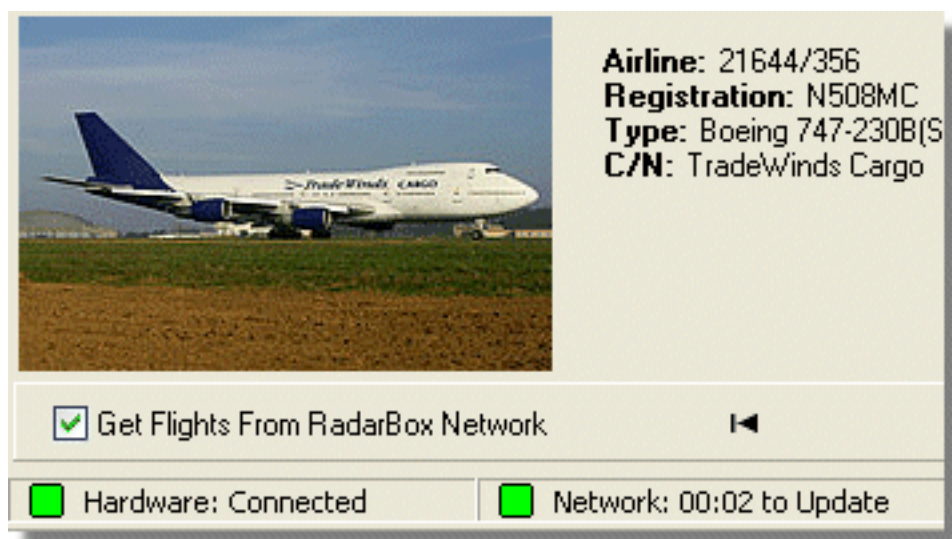 Airline: 21644/356
Registration: N508MC
Type: Boeing 747-230B(S
C/N: TradeWinds Cargo
TradeWinds CARGO
Get Flights From RadarBox Network
Hardware: Connected
Network: 00:02 to Update